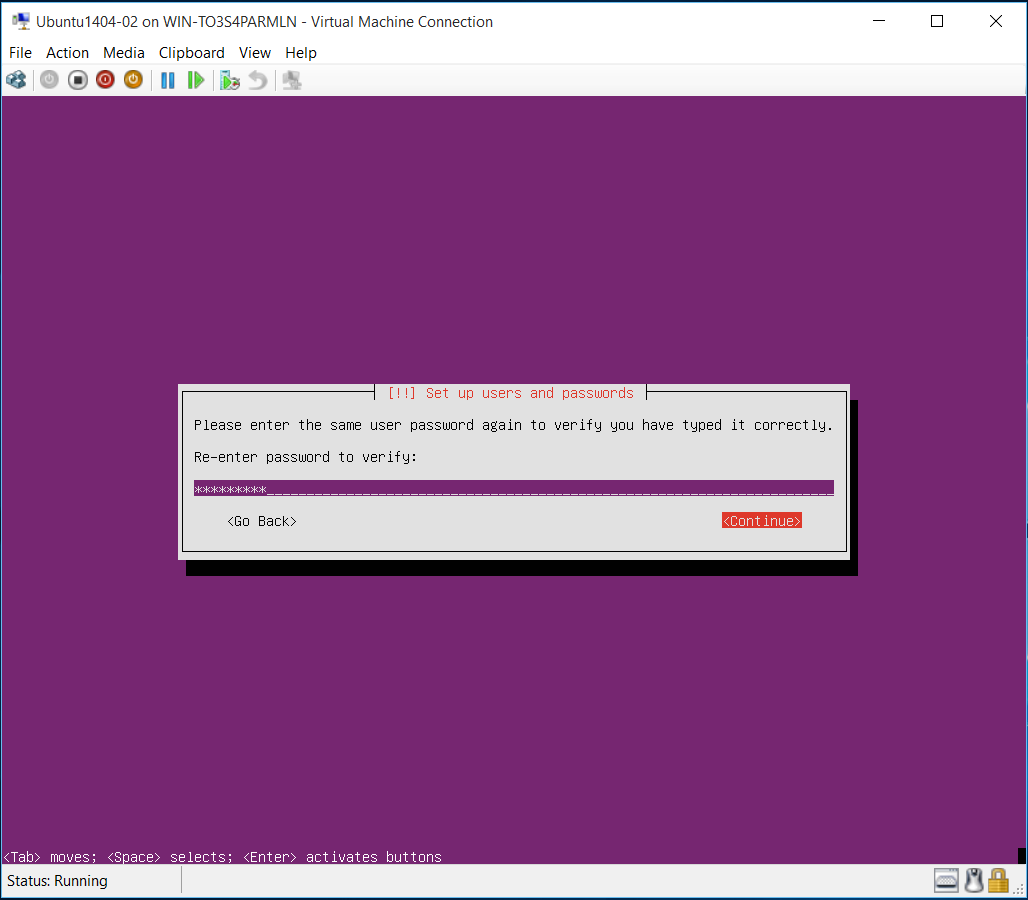 Ubuntu1404-02 on WIN-TO3S4PARMLN - Virtual Machine Connection
File Action Media Clipboard View Help
[!!] Set up users and passwords
Please enter the same user password again to verify you have typed it correctly.
Re-enter password to verify:
*********
<Go Back> <Continue>
<Tab> moves; <Space> selects; <Enter> activates buttons
Status: Running